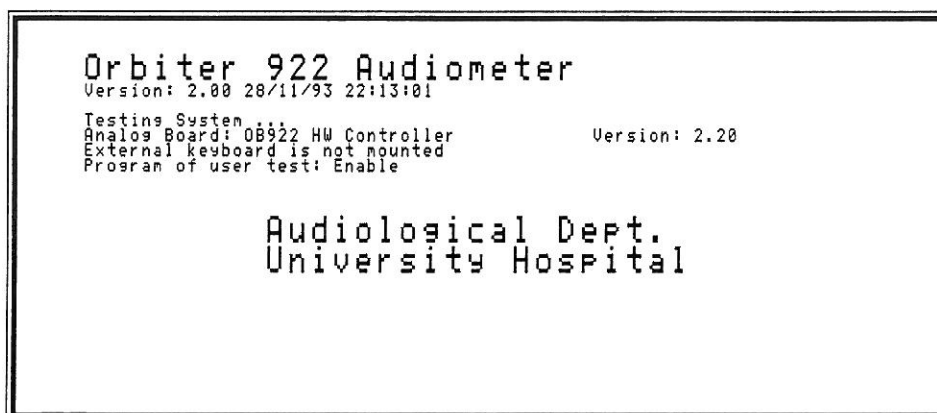 Orbiter 922 Audiometer
Version: 2.00 28/11/93 22:13:01
Testing System ...
Analog Board: OB922 HW Controller Version: 2.20
External keyboard is not mounted
Program of user test: Enable
Audiological Dept.
University Hospital